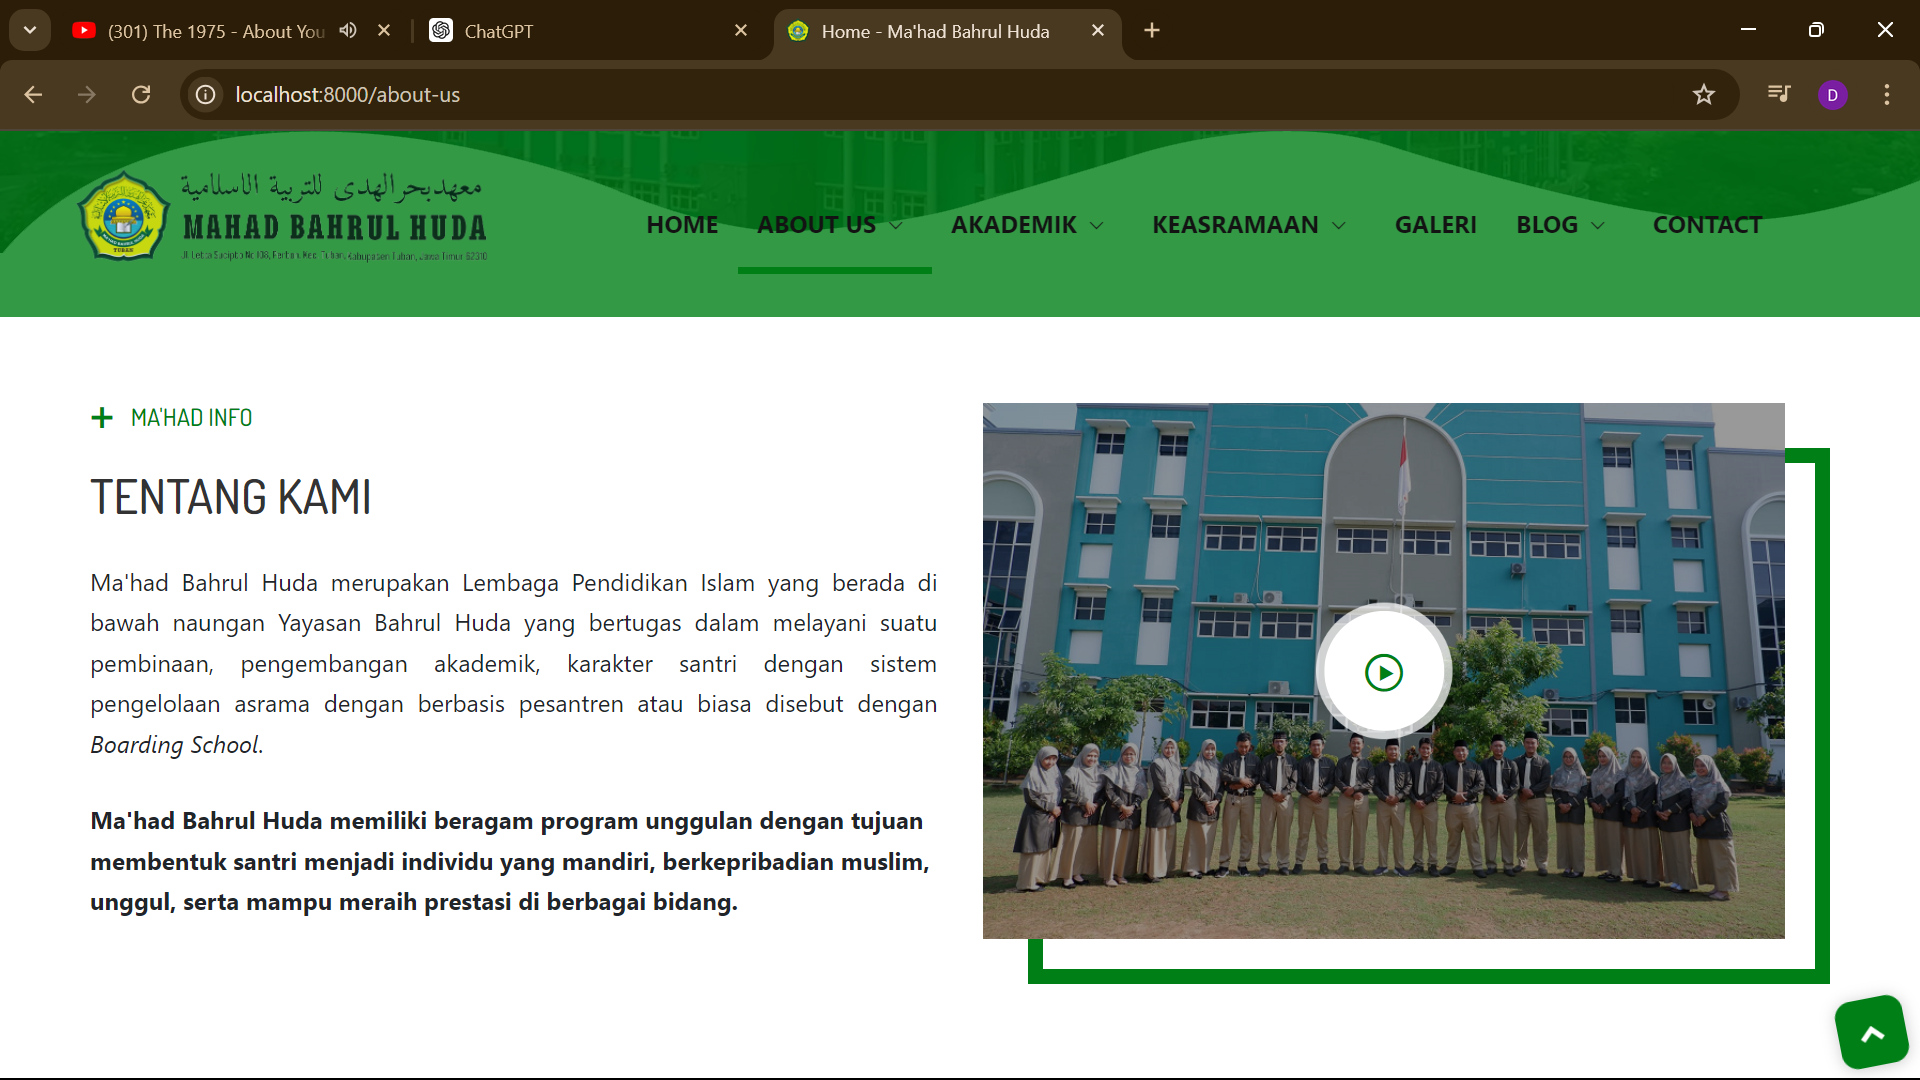 (301) The 1975 - About You
ChatGPT
Home - Ma'had Bahrul Huda
localhost:8000/about-us
D
معهد بحر الهدى للتربية الاسلامية
MAHAD BAHRUL HUDA
HOME
ABOUT US
AKADEMIK
KEASRAMAAN
GALERI
BLOG
CONTACT
MA'HAD INFO
TENTANG KAMI
Ma'had Bahrul Huda merupakan Lembaga Pendidikan Islam yang berada di
bawah naungan Yayasan Bahrul Huda yang bertugas dalam melayani suatu
pembinaan, pengembangan akademik, karakter santri dengan sistem
pengelolaan asrama dengan berbasis pesantren atau biasa disebut dengan
Boarding School.
Ma'had Bahrul Huda memiliki beragam program unggulan dengan tujuan
membentuk santri menjadi individu yang mandiri, berkepribadian muslim,
unggul, serta mampu meraih prestasi di berbagai bidang.